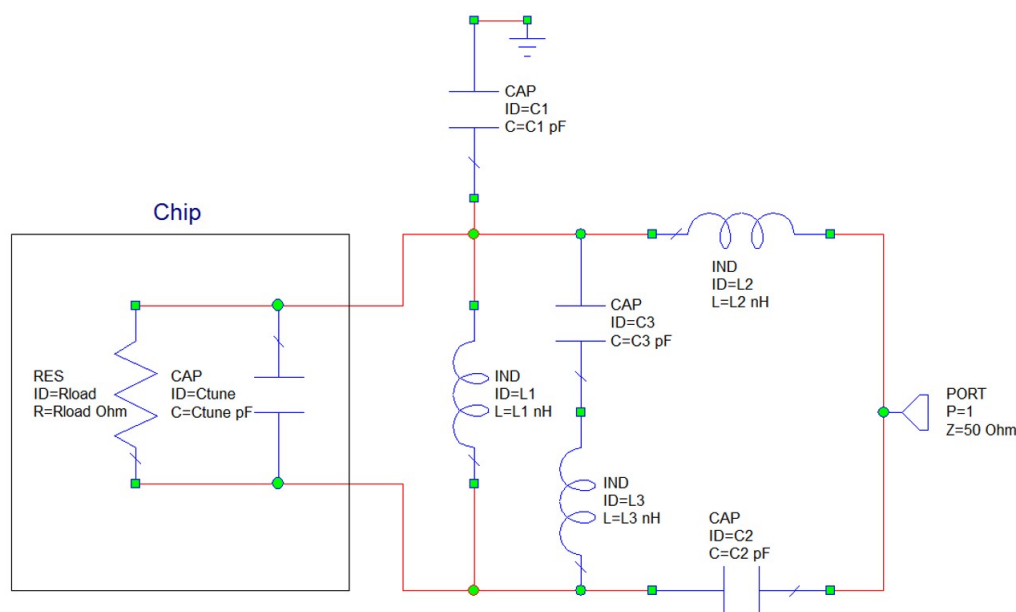 CAP
ID=C1
C=C1 pF
Chip
IND
ID=L2
L=L2 nH
CAP
ID=C3
C=C3 pF
RES
ID=Rload
R=Rload Ohm
CAP
ID=Ctune
C=Ctune pF
IND
ID=L1
L=L1 nH
PORT
P=1
Z=50 Ohm
IND
ID=L3
L=L3 nH
CAP
ID=C2
C=C2 pF